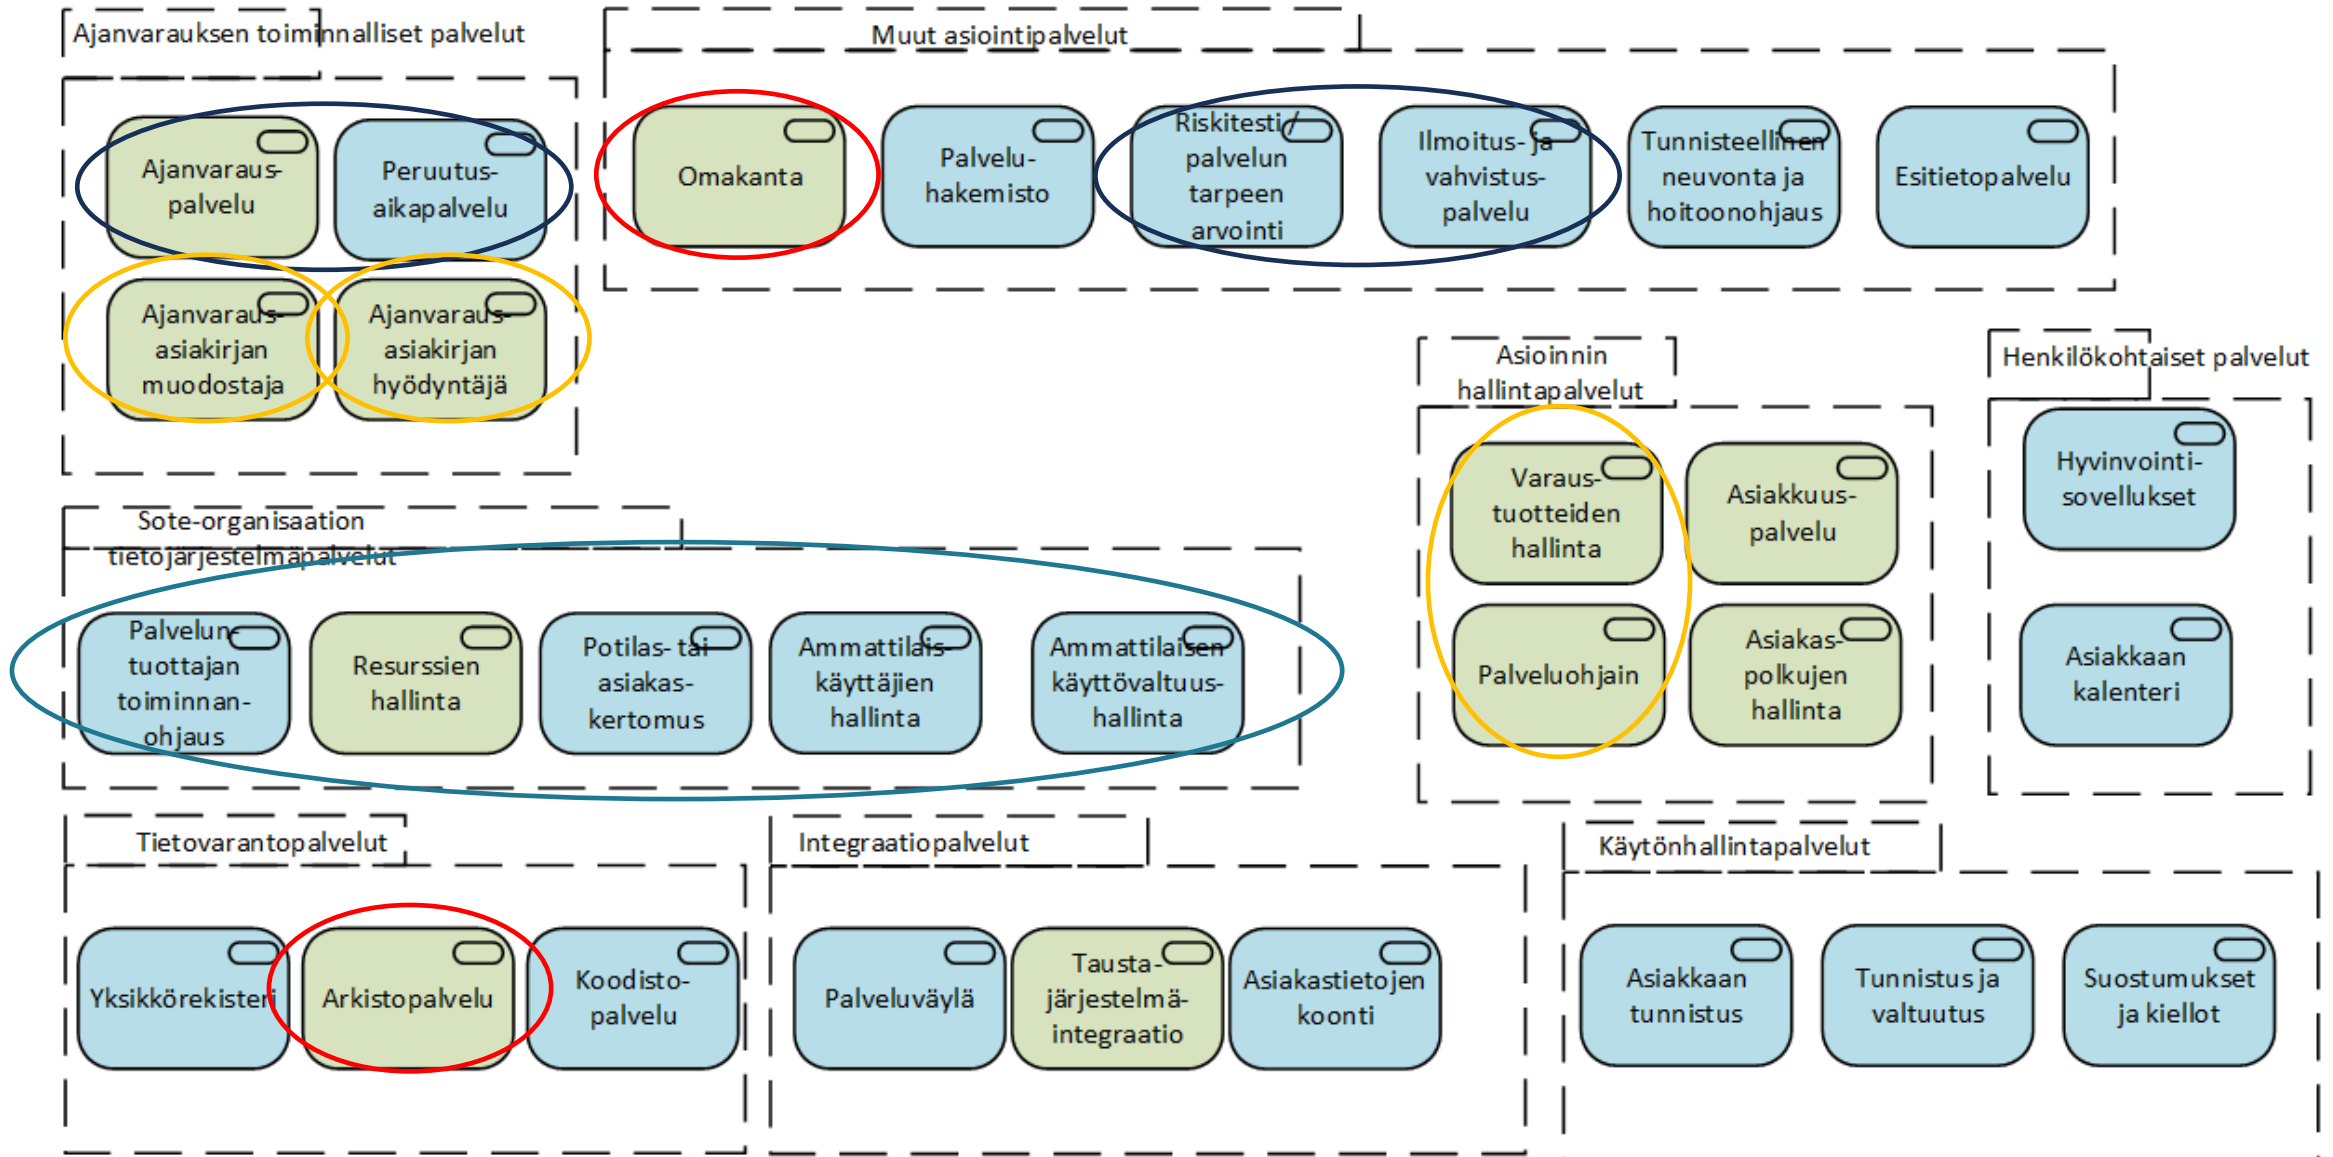 Ajanvarauksen toiminnalliset palvelut
Ajanvaraus-
palvelu
Peruutus-
aikapalvelu
Ajanvaraus-
asiakirjan
muodostaja
Ajanvaraus-
asiakirjan
hyödyntäjä
Muut asiointipalvelut
Omakanta
Palvelu-
hakemisto
Riskitesti /
palvelun
tarpeen
arvointi
Ilmoitus- ja
vahvistus-
palvelu
Tunnisteellinen
neuvonta ja
hoitoonohjaus
Esitietopalvelu
Asioinnin
hallintapalvelut
Varaus-
tuotteiden
hallinta
Asiakkuus-
palvelu
Palveluohjain
Asiakas-
polkujen
hallinta
Henkilökohtaiset palvelut
Hyvinvointi-
sovellukset
Asiakkaan
kalenteri
Sote-organisaation
tietojärjestelmäpalvelut
Palvelun-
tuottajan
toiminnan-
ohjaus
Resurssien
hallinta
Potilas- tai
asiakas-
kertomus
Ammattilais-
käyttäjien
hallinta
Ammattilaisen
käyttövaltuus-
hallinta
Tietovarantopalvelut
Yksikkörekisteri
Arkistopalvelu
Koodisto-
palvelu
Integraatiopalvelut
Palveluväylä
Tausta-
järjestelmä-
integraatio
Asiakastietojen
koonti
Käytönhallintapalvelut
Asiakkaan
tunnistus
Tunnistus ja
valtuutus
Suostumukset
ja kiellot